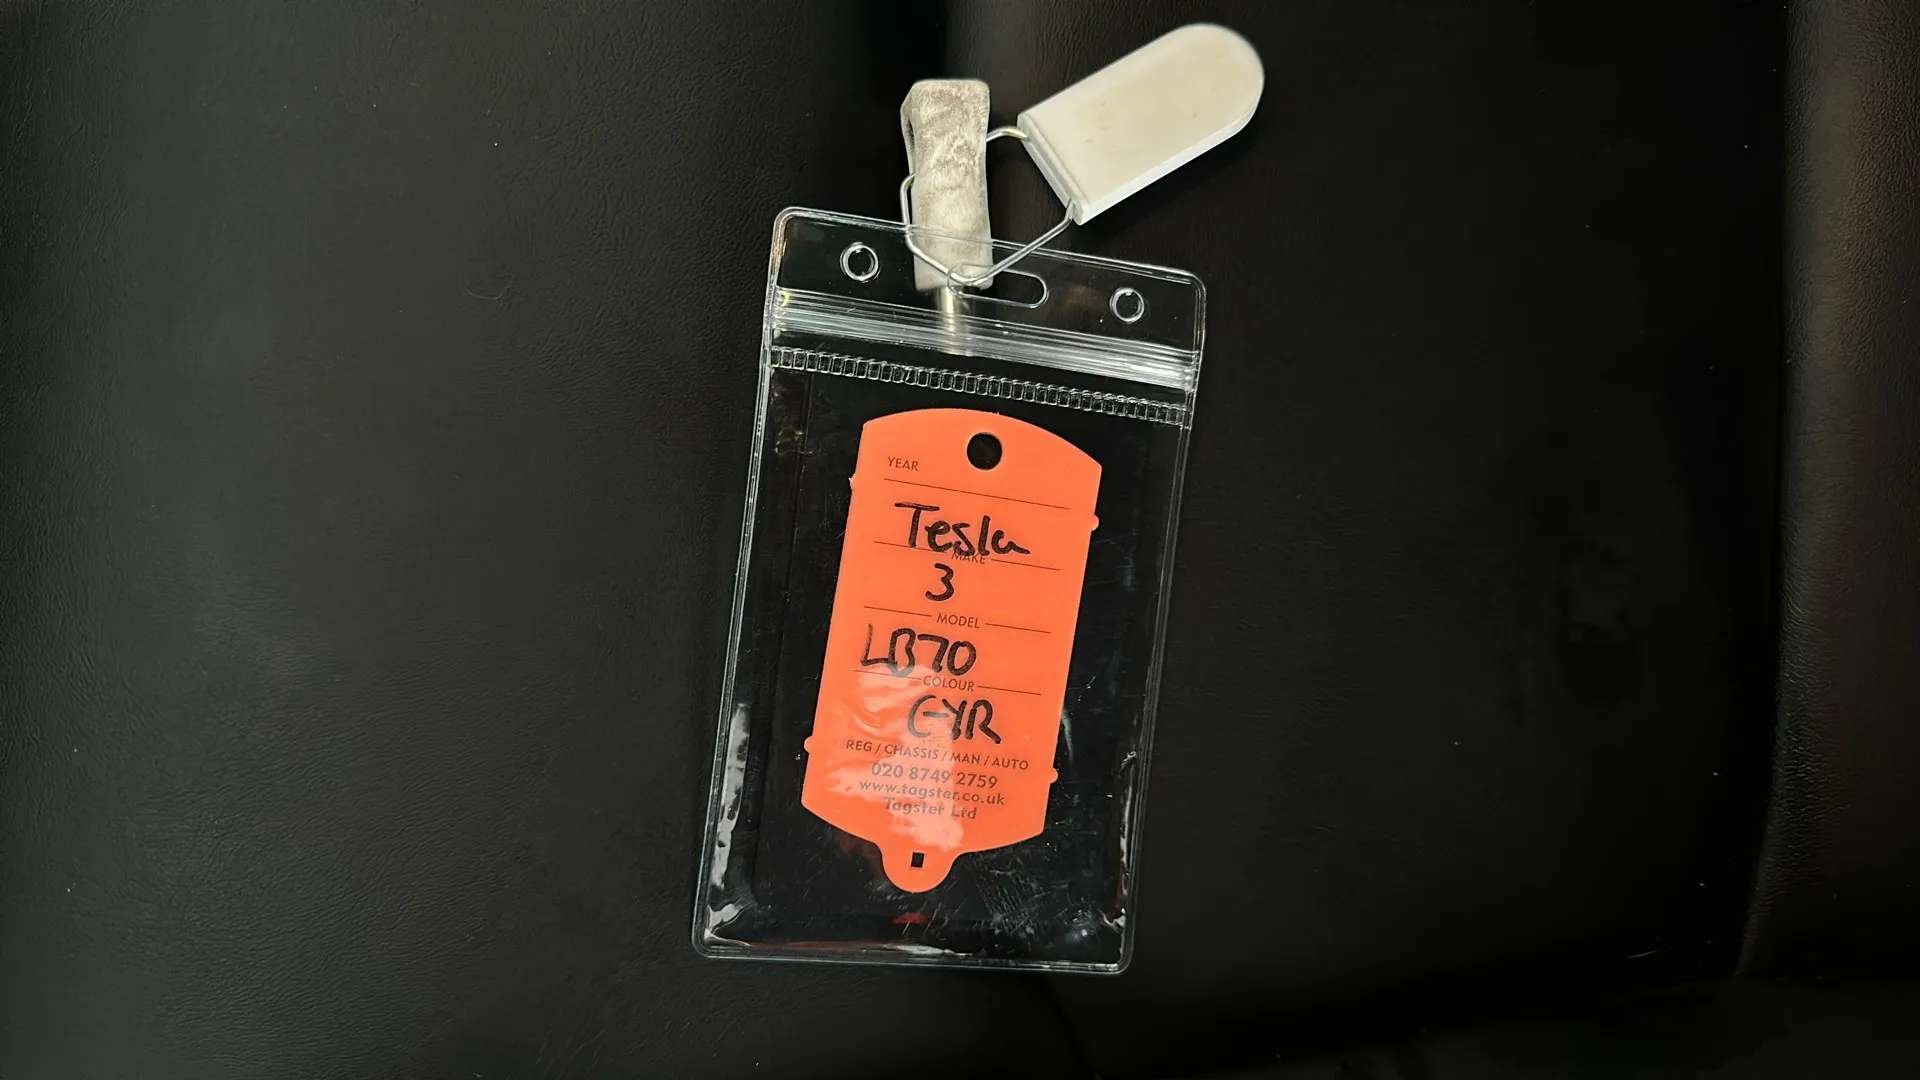 YEAR
Tesla
MAKE
3
MODEL
LB70
COLOUR
EYR
REG / CHASSIS / MAN / AUTO
020 8749 2759
www.tagster.co.uk
Tagster Ltd